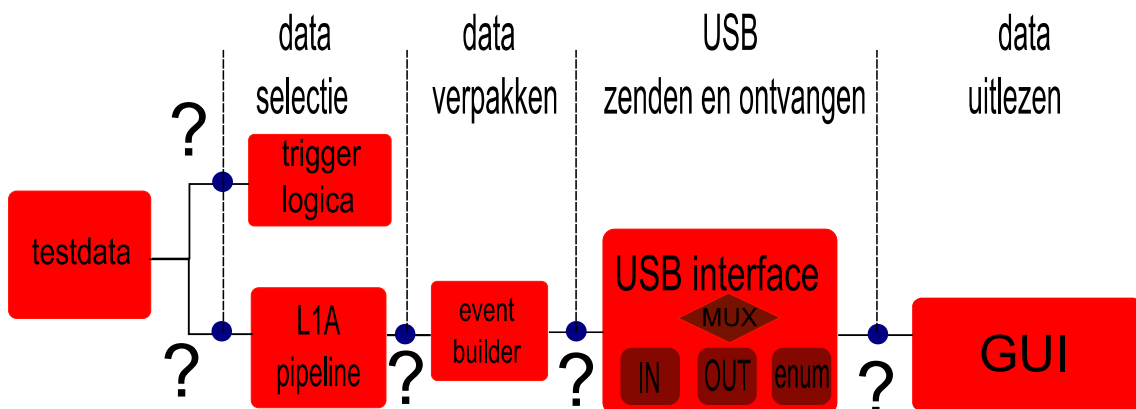 data
selectie
data
verpakken
USB
zenden en ontvangen
data
uitlezen
?
trigger
logica
testdata
?
L1A
pipeline
?
event
builder
?
USB interface
MUX
IN
OUT
enum
?
GUI